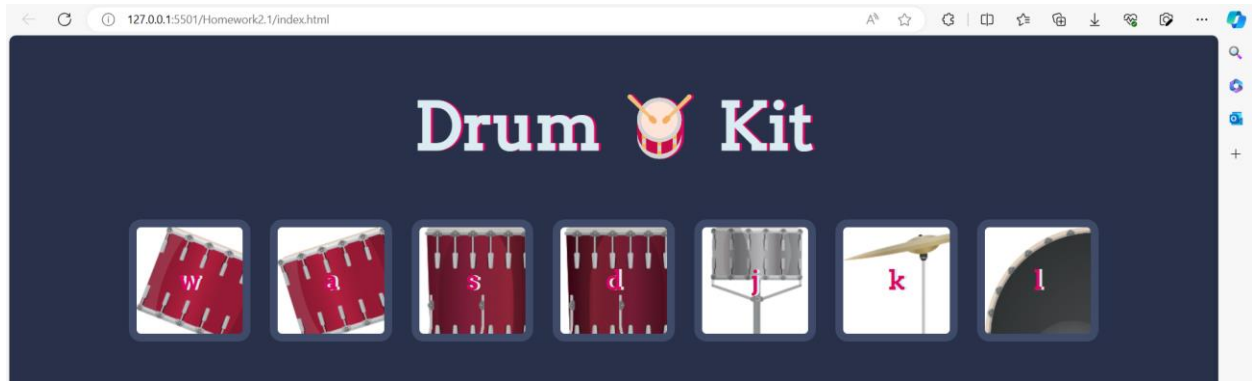 127.0.0.1:5501/Homework2.1/index.html
Drum 🥁 Kit
w a s d j k l